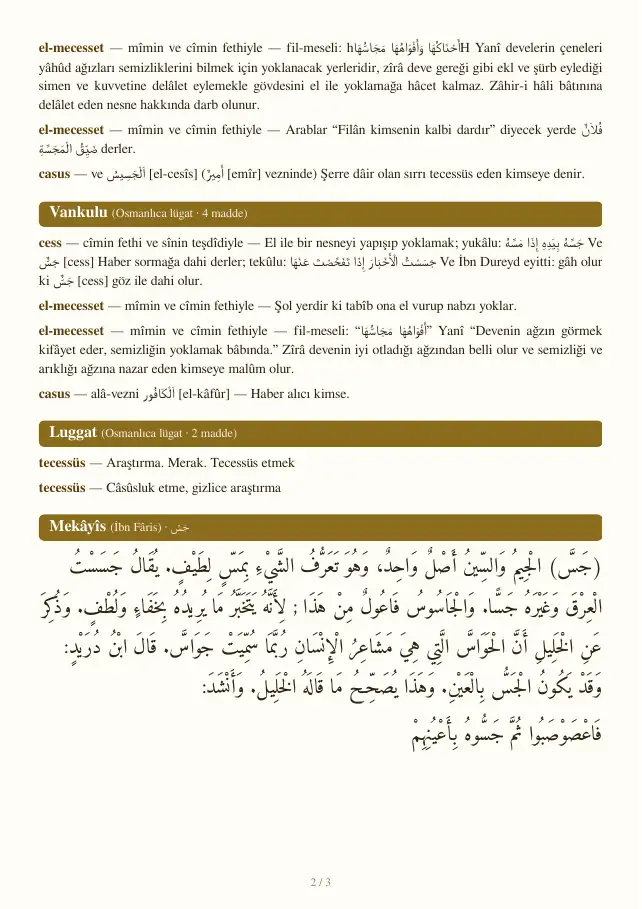 el-mecesset — mîmin ve cîmin fethiyle — fil-meseli: hأَحْنَاكُهَا وَأَفْوَاهُهَا مَجَاسُّهَاH Yanî develerin çeneleri
yâhûd ağızları semizliklerini bilmek için yoklanacak yerleridir, zîrâ deve gereği gibi ekl ve şürb eylediği
simen ve kuvvetine delâlet eylemekle gövdesini el ile yoklamağa hâcet kalmaz. Zâhir-i hâli bâtınına
delâlet eden nesne hakkında darb olunur.
el-mecesset — mîmin ve cîmin fethiyle — Arablar “Filân kimsenin kalbi dardır” diyecek yerde فُلاَنٌ
ضَيِّقُ الْمَجَسَّةِ derler.
casus — ve اَلْجَسِيسُ [el-cesîs] (أَمِيرٌ [emîr] vezninde) Şerre dâir olan sırrı tecessüs eden kimseye denir.
Vankulu (Osmanlıca lügat · 4 madde)
cess — cîmin fethi ve sînin teşdîdiyle — El ile bir nesneyi yapışıp yoklamak; yukâlu: جَسَّهُ بِيَدِهِ إِذَا مَسَّهُ Ve
جَسٌّ [cess] Haber sormağa dahi derler; tekûlu: جَسَسْتُ الْأَخْبَارَ إِذَا تَفَحَّصْتَ عَنْهَا Ve İbn Dureyd eyitti: gâh olur
ki جَسٌّ [cess] göz ile dahi olur.
el-mecesset — mîmin ve cîmin fethiyle — Şol yerdir ki tabîb ona el vurup nabzı yoklar.
el-mecesset — mîmin ve cîmin fethiyle — fil-meseli: “أَفْوَاهُهَا مَجَاسُّهَا” Yanî “Devenin ağzın görmek
kifâyet eder, semizliğin yoklamak bâbında.” Zîrâ devenin iyi otladığı ağzından belli olur ve semizliği ve
arıklığı ağzına nazar eden kimseye malûm olur.
casus — alâ-vezni اَلْكَافُور [el-kâfûr] — Haber alıcı kimse.
Luggat (Osmanlıca lügat · 2 madde)
tecessüs — Araştırma. Merak. Tecessüs etmek
tecessüs — Câsûsluk etme, gizlice araştırma
Mekâyîs (İbn Fâris) · جَسَّ
(جَسَّ) الْجِيمُ وَالسِّينُ أَصْلٌ وَاحِدٌ، وَهُوَ تَعَرُّفُ الشَّيْءِ بِمَسٍّ لَطِيفٍ. يُقَالُ جَسَسْتُ
الْعِرْقَ وَغَيْرَهُ جَسًّا. وَالْجَاسُوسُ فَاعُولٌ مِنْ هَذَا ; لِأَنَّهُ يَتَخَبَّرُ مَا يُرِيدُهُ بِخَفَاءٍ وَلُطْفٍ. وَذُكِرَ
عَنِ الْخَلِيلِ أَنَّ الْحَوَاسَّ الَّتِي هِيَ مَشَاعِرُ الْإِنْسَانِ رُبَّمَا سُمِّيَتْ جَوَاسَّ. قَالَ ابْنُ دُرَيْدٍ:
وَقَدْ يَكُونُ الْجَسُّ بِالْعَيْنِ. وَهَذَا يُصَحِّحُ مَا قَالَهُ الْخَلِيلُ. وَأَنْشَدَ:
فَاعْصَوْصَبُوا ثُمَّ جَسُّوهُ بِأَعْيُنِهِمْ
2 / 3